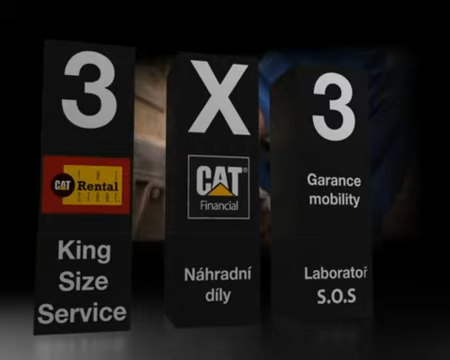 3
CAT Rental
King
Size
Service
X
CAT®
Financial
Náhradní
díly
3
Garance
mobility
Laboratoř
S.O.S